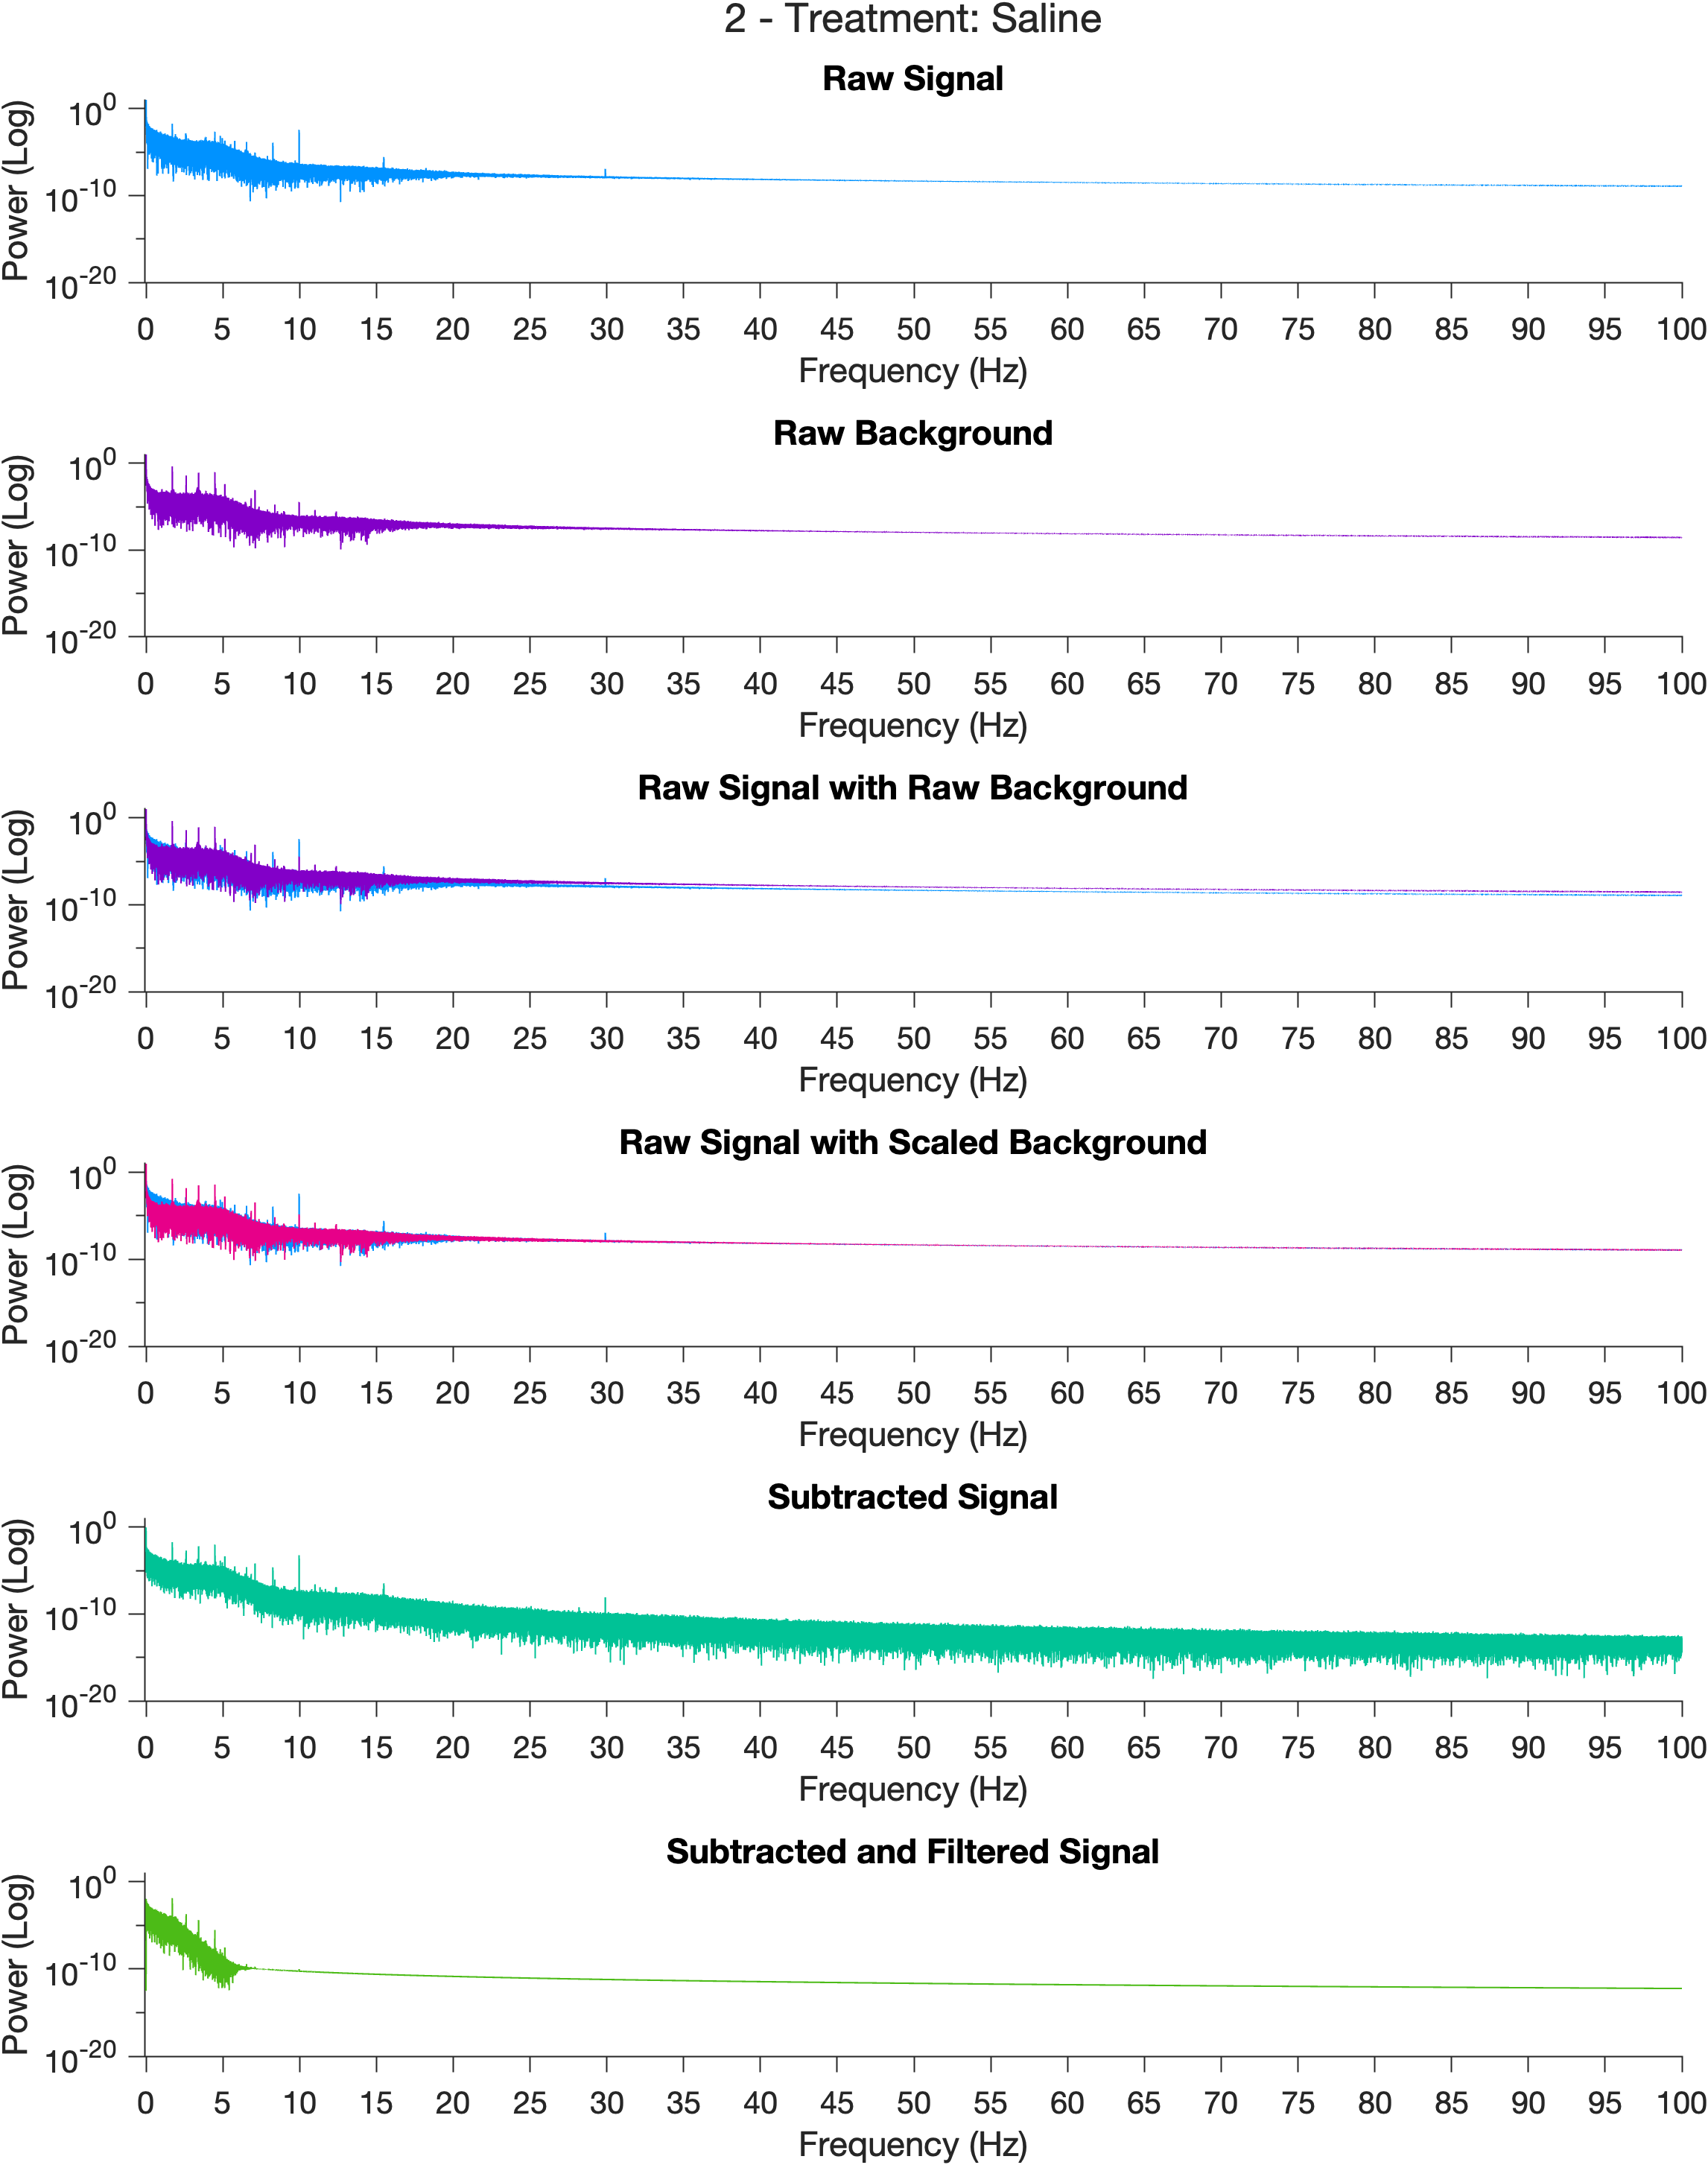 2 - Treatment: Saline
Raw Signal
Power (Log)
10^0
10^-10
10^-20
0 5 10 15 20 25 30 35 40 45 50 55 60 65 70 75 80 85 90 95 100
Frequency (Hz)
Raw Background
Power (Log)
10^0
10^-10
10^-20
0 5 10 15 20 25 30 35 40 45 50 55 60 65 70 75 80 85 90 95 100
Frequency (Hz)
Raw Signal with Raw Background
Power (Log)
10^0
10^-10
10^-20
0 5 10 15 20 25 30 35 40 45 50 55 60 65 70 75 80 85 90 95 100
Frequency (Hz)
Raw Signal with Scaled Background
Power (Log)
10^0
10^-10
10^-20
0 5 10 15 20 25 30 35 40 45 50 55 60 65 70 75 80 85 90 95 100
Frequency (Hz)
Subtracted Signal
Power (Log)
10^0
10^-10
10^-20
0 5 10 15 20 25 30 35 40 45 50 55 60 65 70 75 80 85 90 95 100
Frequency (Hz)
Subtracted and Filtered Signal
Power (Log)
10^0
10^-10
10^-20
0 5 10 15 20 25 30 35 40 45 50 55 60 65 70 75 80 85 90 95 100
Frequency (Hz)